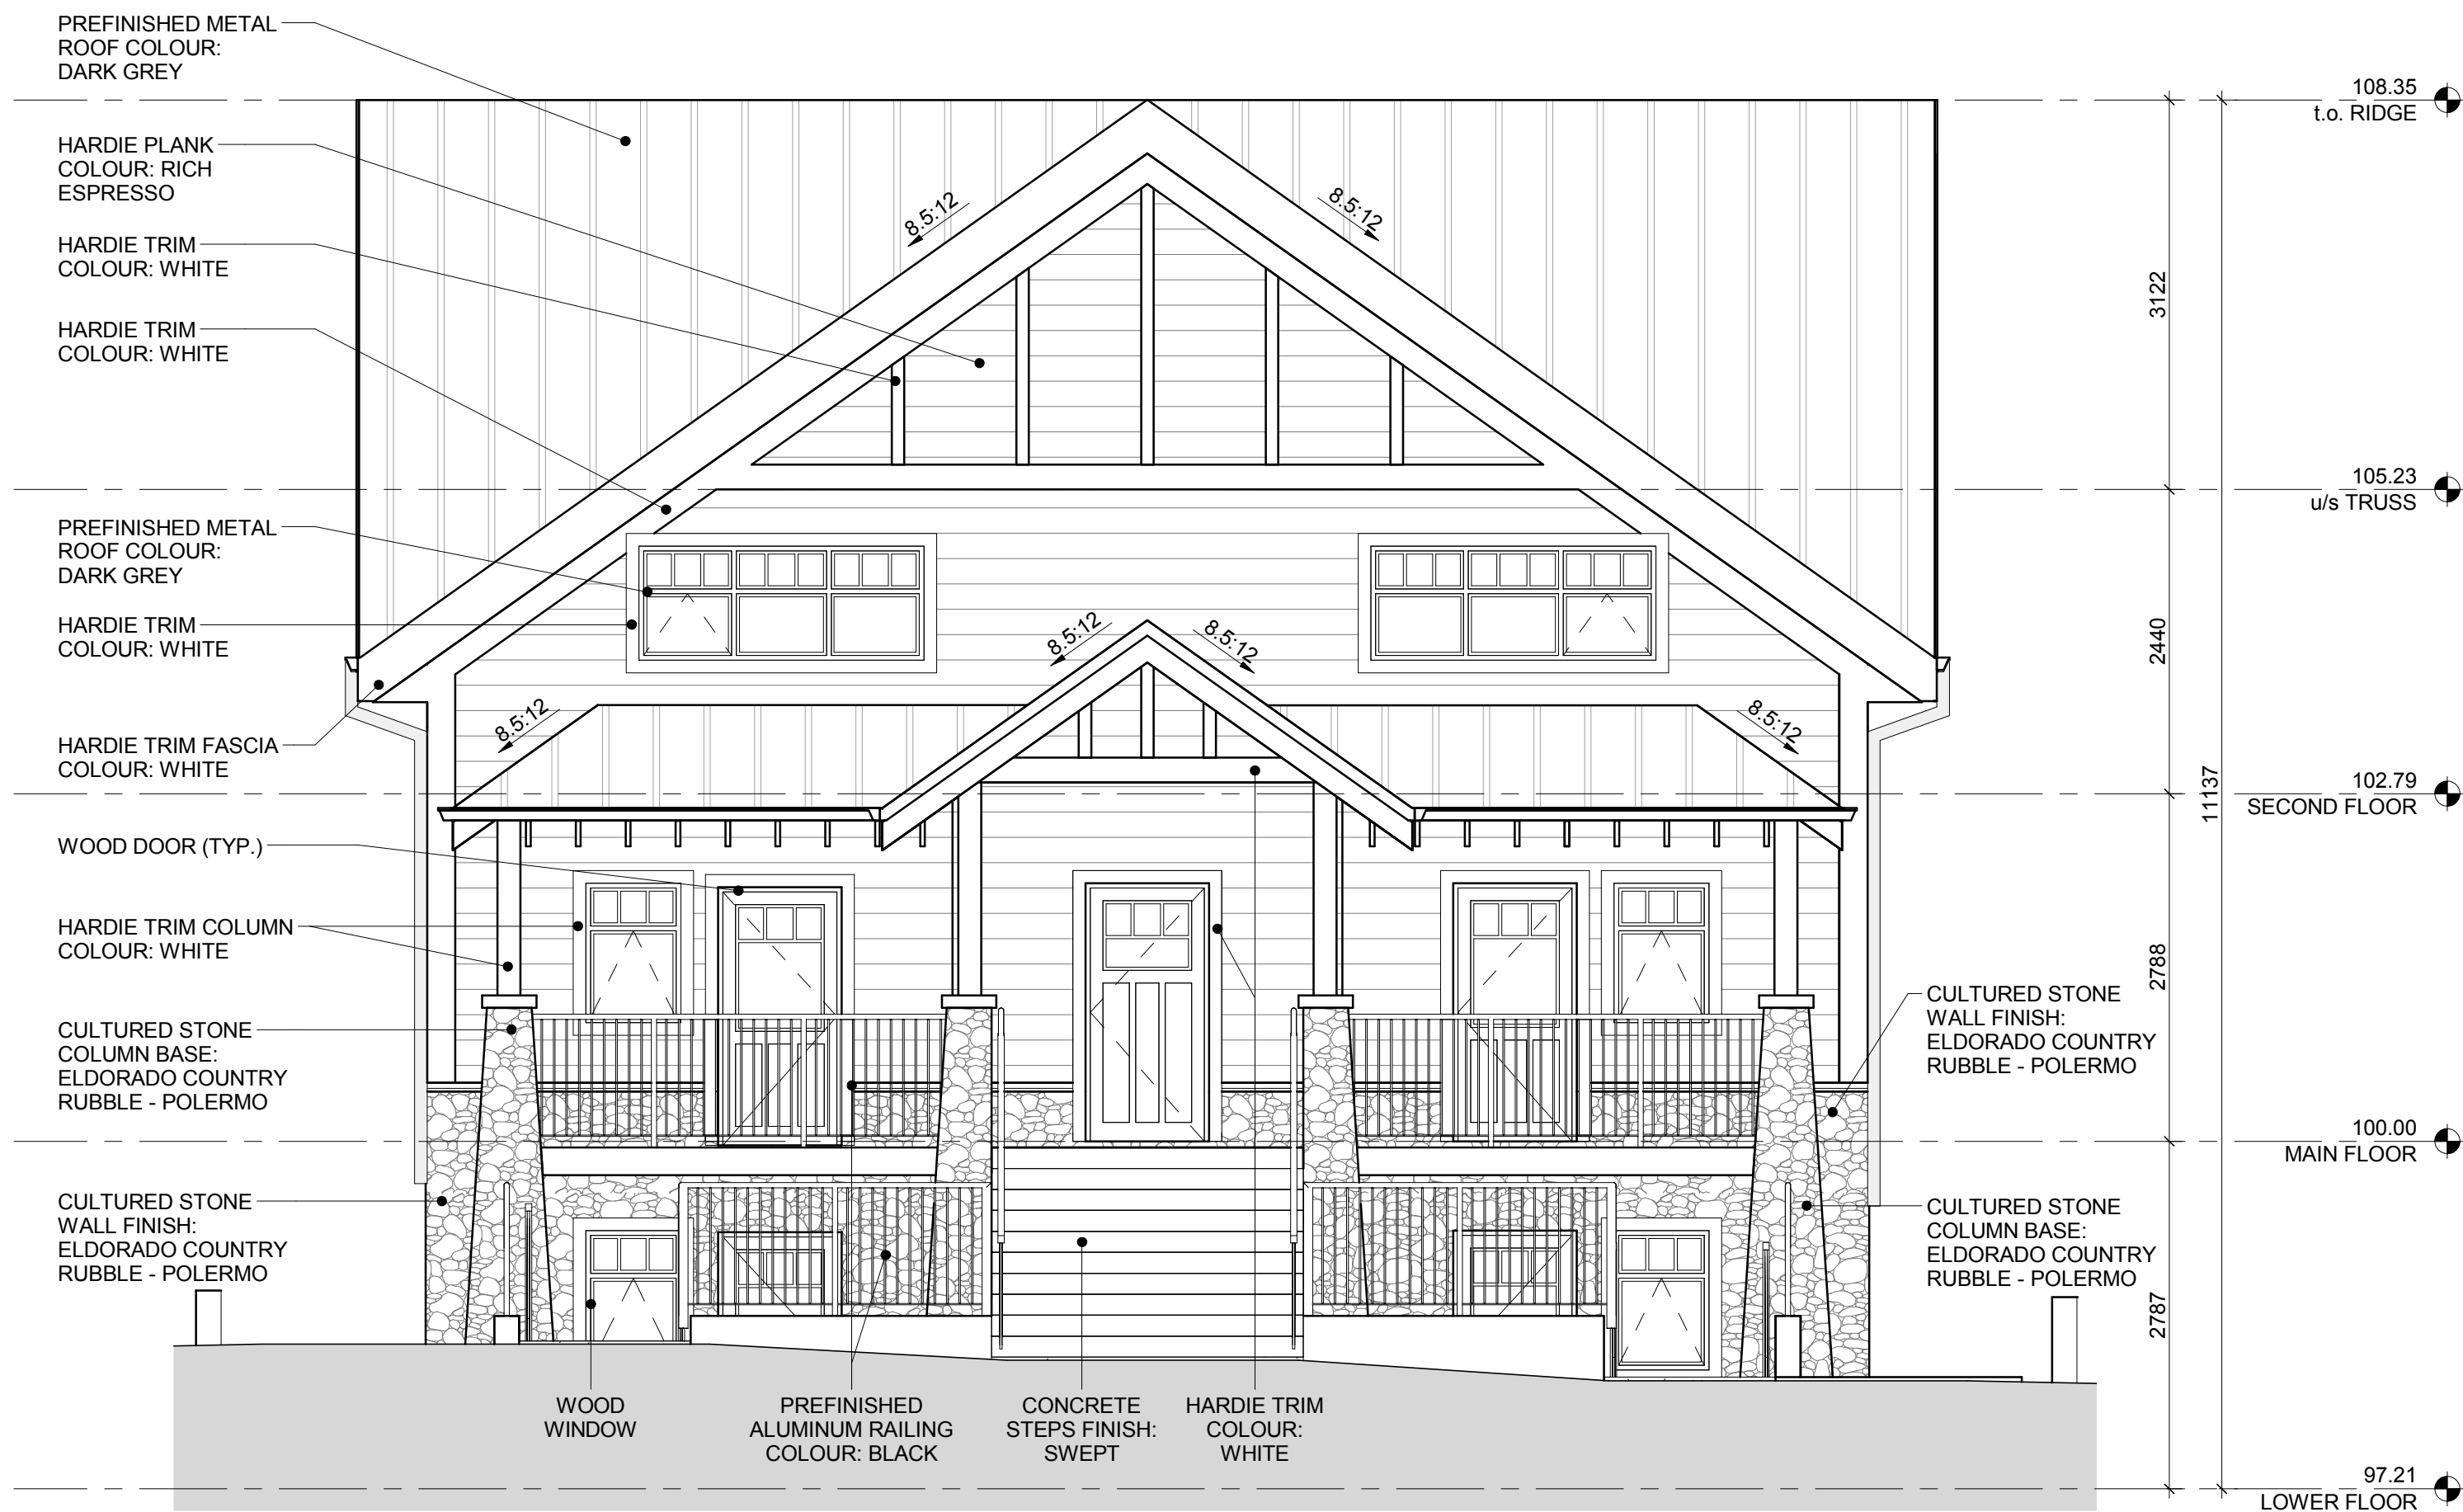 PREFINISHED METAL
ROOF COLOUR:
DARK GREY
HARDIE PLANK
COLOUR: RICH
ESPRESSO
HARDIE TRIM
COLOUR: WHITE
HARDIE TRIM
COLOUR: WHITE
PREFINISHED METAL
ROOF COLOUR:
DARK GREY
HARDIE TRIM
COLOUR: WHITE
HARDIE TRIM FASCIA
COLOUR: WHITE
WOOD DOOR (TYP.)
HARDIE TRIM COLUMN
COLOUR: WHITE
CULTURED STONE
COLUMN BASE:
ELDORADO COUNTRY
RUBBLE - POLERMO
CULTURED STONE
WALL FINISH:
ELDORADO COUNTRY
RUBBLE - POLERMO
8.5:12
8.5:12
8.5:12
8.5:12
8.5:12
8.5:12
WOOD
WINDOW
PREFINISHED
ALUMINUM RAILING
COLOUR: BLACK
CONCRETE
STEPS FINISH:
SWEPT
HARDIE TRIM
COLOUR:
WHITE
CULTURED STONE
WALL FINISH:
ELDORADO COUNTRY
RUBBLE - POLERMO
CULTURED STONE
COLUMN BASE:
ELDORADO COUNTRY
RUBBLE - POLERMO
3122
2440
2788
2787
11137
108.35
t.o. RIDGE
105.23
u/s TRUSS
102.79
SECOND FLOOR
100.00
MAIN FLOOR
97.21
LOWER FLOOR